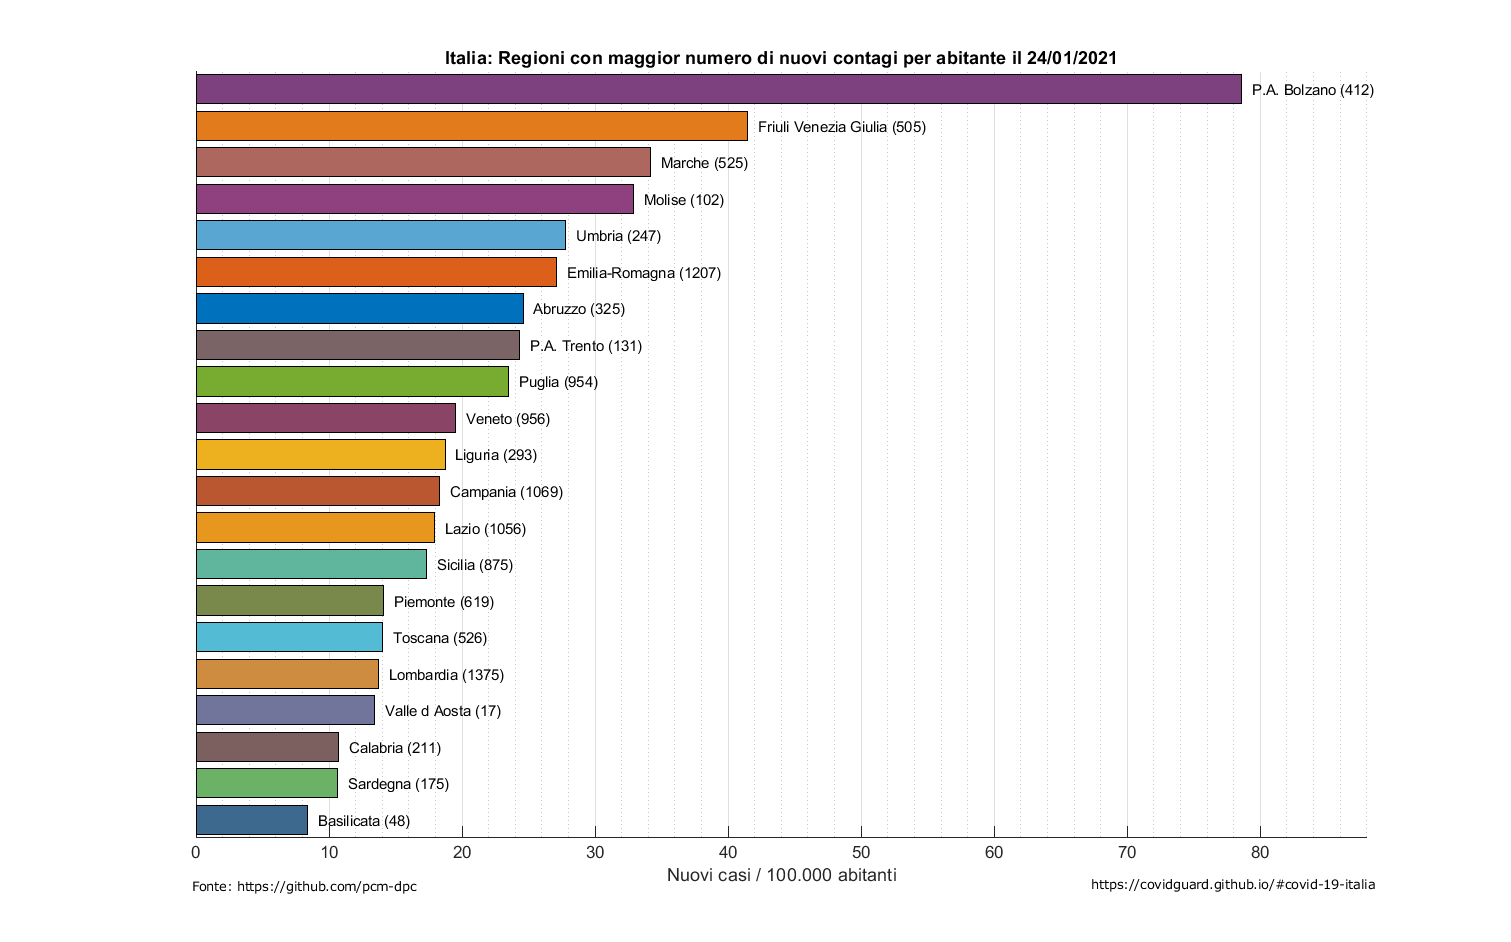 Italia: Regioni con maggior numero di nuovi contagi per abitante il 24/01/2021
P.A. Bolzano (412)
Friuli Venezia Giulia (505)
Marche (525)
Molise (102)
Umbria (247)
Emilia-Romagna (1207)
Abruzzo (325)
P.A. Trento (131)
Puglia (954)
Veneto (956)
Liguria (293)
Campania (1069)
Lazio (1056)
Sicilia (875)
Piemonte (619)
Toscana (526)
Lombardia (1375)
Valle d Aosta (17)
Calabria (211)
Sardegna (175)
Basilicata (48)
0 10 20 30 40 50 60 70 80
Nuovi casi / 100.000 abitanti
Fonte: https://github.com/pcm-dpc
https://covidguard.github.io/#covid-19-italia